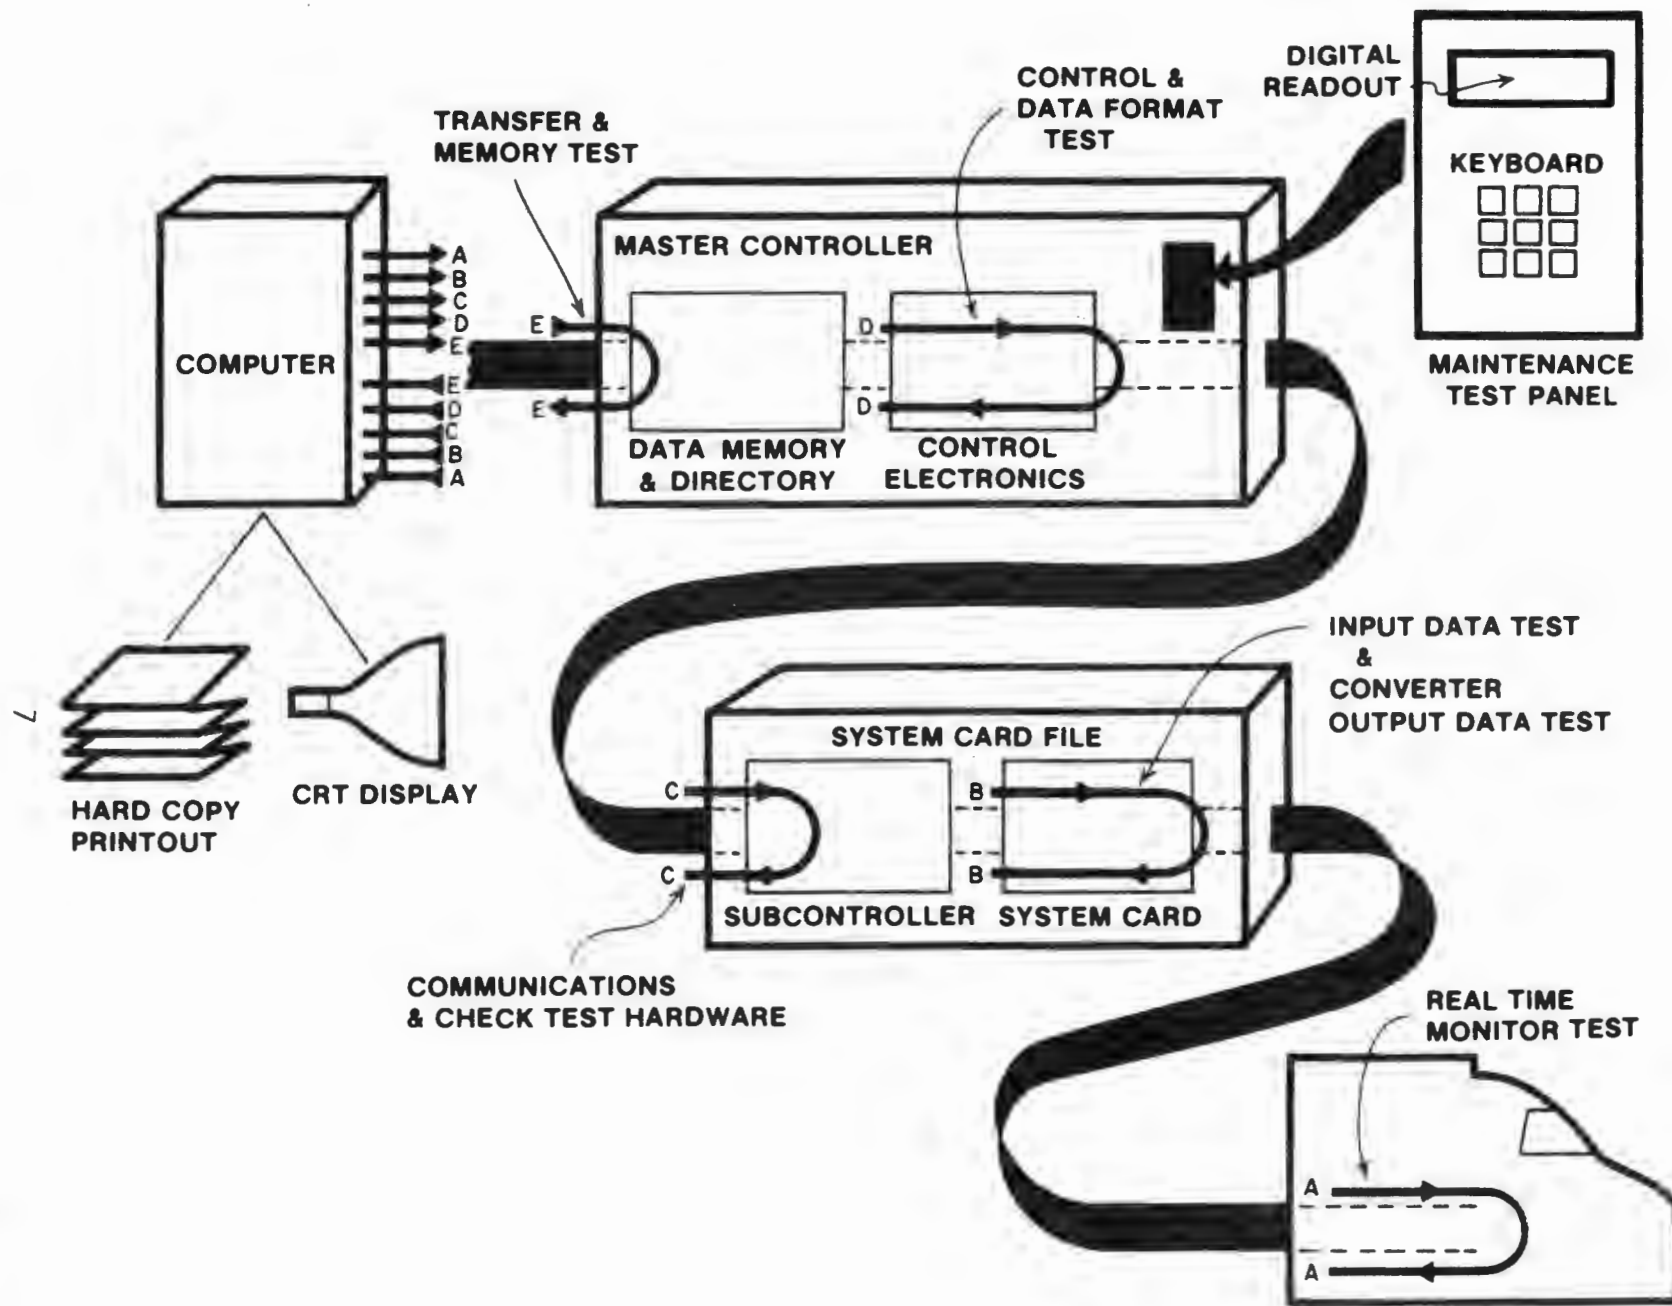 DIGITAL
READOUT
CONTROL &
DATA FORMAT
TEST
TRANSFER &
MEMORY TEST
KEYBOARD
MAINTENANCE
TEST PANEL
MASTER CONTROLLER
A
B
C
D
E
E
D
C
B
A
COMPUTER
E
E
D
D
DATA MEMORY
& DIRECTORY
CONTROL
ELECTRONICS
INPUT DATA TEST
&
CONVERTER
OUTPUT DATA TEST
SYSTEM CARD FILE
C
C
B
B
SUBCONTROLLER
SYSTEM CARD
7
HARD COPY
PRINTOUT
CRT DISPLAY
COMMUNICATIONS
& CHECK TEST HARDWARE
REAL TIME
MONITOR TEST
A
A